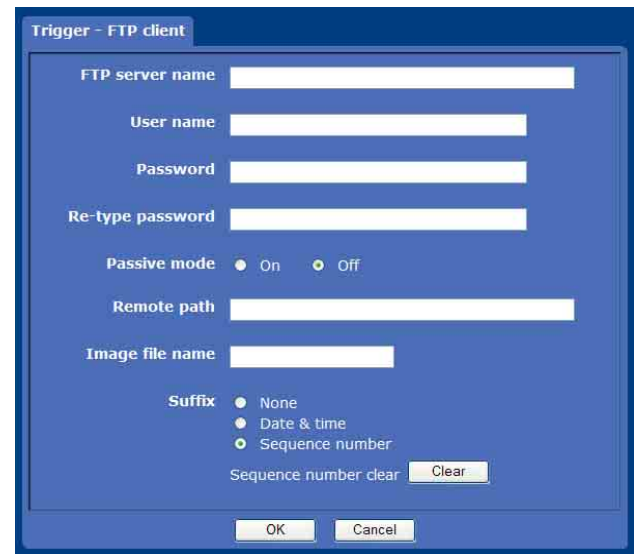 Trigger - FTP client
FTP server name
User name
Password
Re-type password
Passive mode On Off
Remote path
Image file name
Suffix None
Date & time
Sequence number
Sequence number clear Clear
OK Cancel